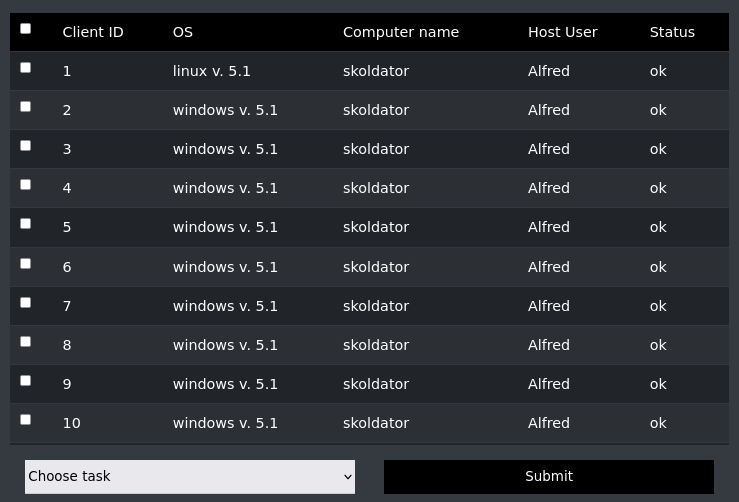 Client ID OS Computer name Host User Status
1 linux v. 5.1 skoldator Alfred ok
2 windows v. 5.1 skoldator Alfred ok
3 windows v. 5.1 skoldator Alfred ok
4 windows v. 5.1 skoldator Alfred ok
5 windows v. 5.1 skoldator Alfred ok
6 windows v. 5.1 skoldator Alfred ok
7 windows v. 5.1 skoldator Alfred ok
8 windows v. 5.1 skoldator Alfred ok
9 windows v. 5.1 skoldator Alfred ok
10 windows v. 5.1 skoldator Alfred ok
Choose task Submit